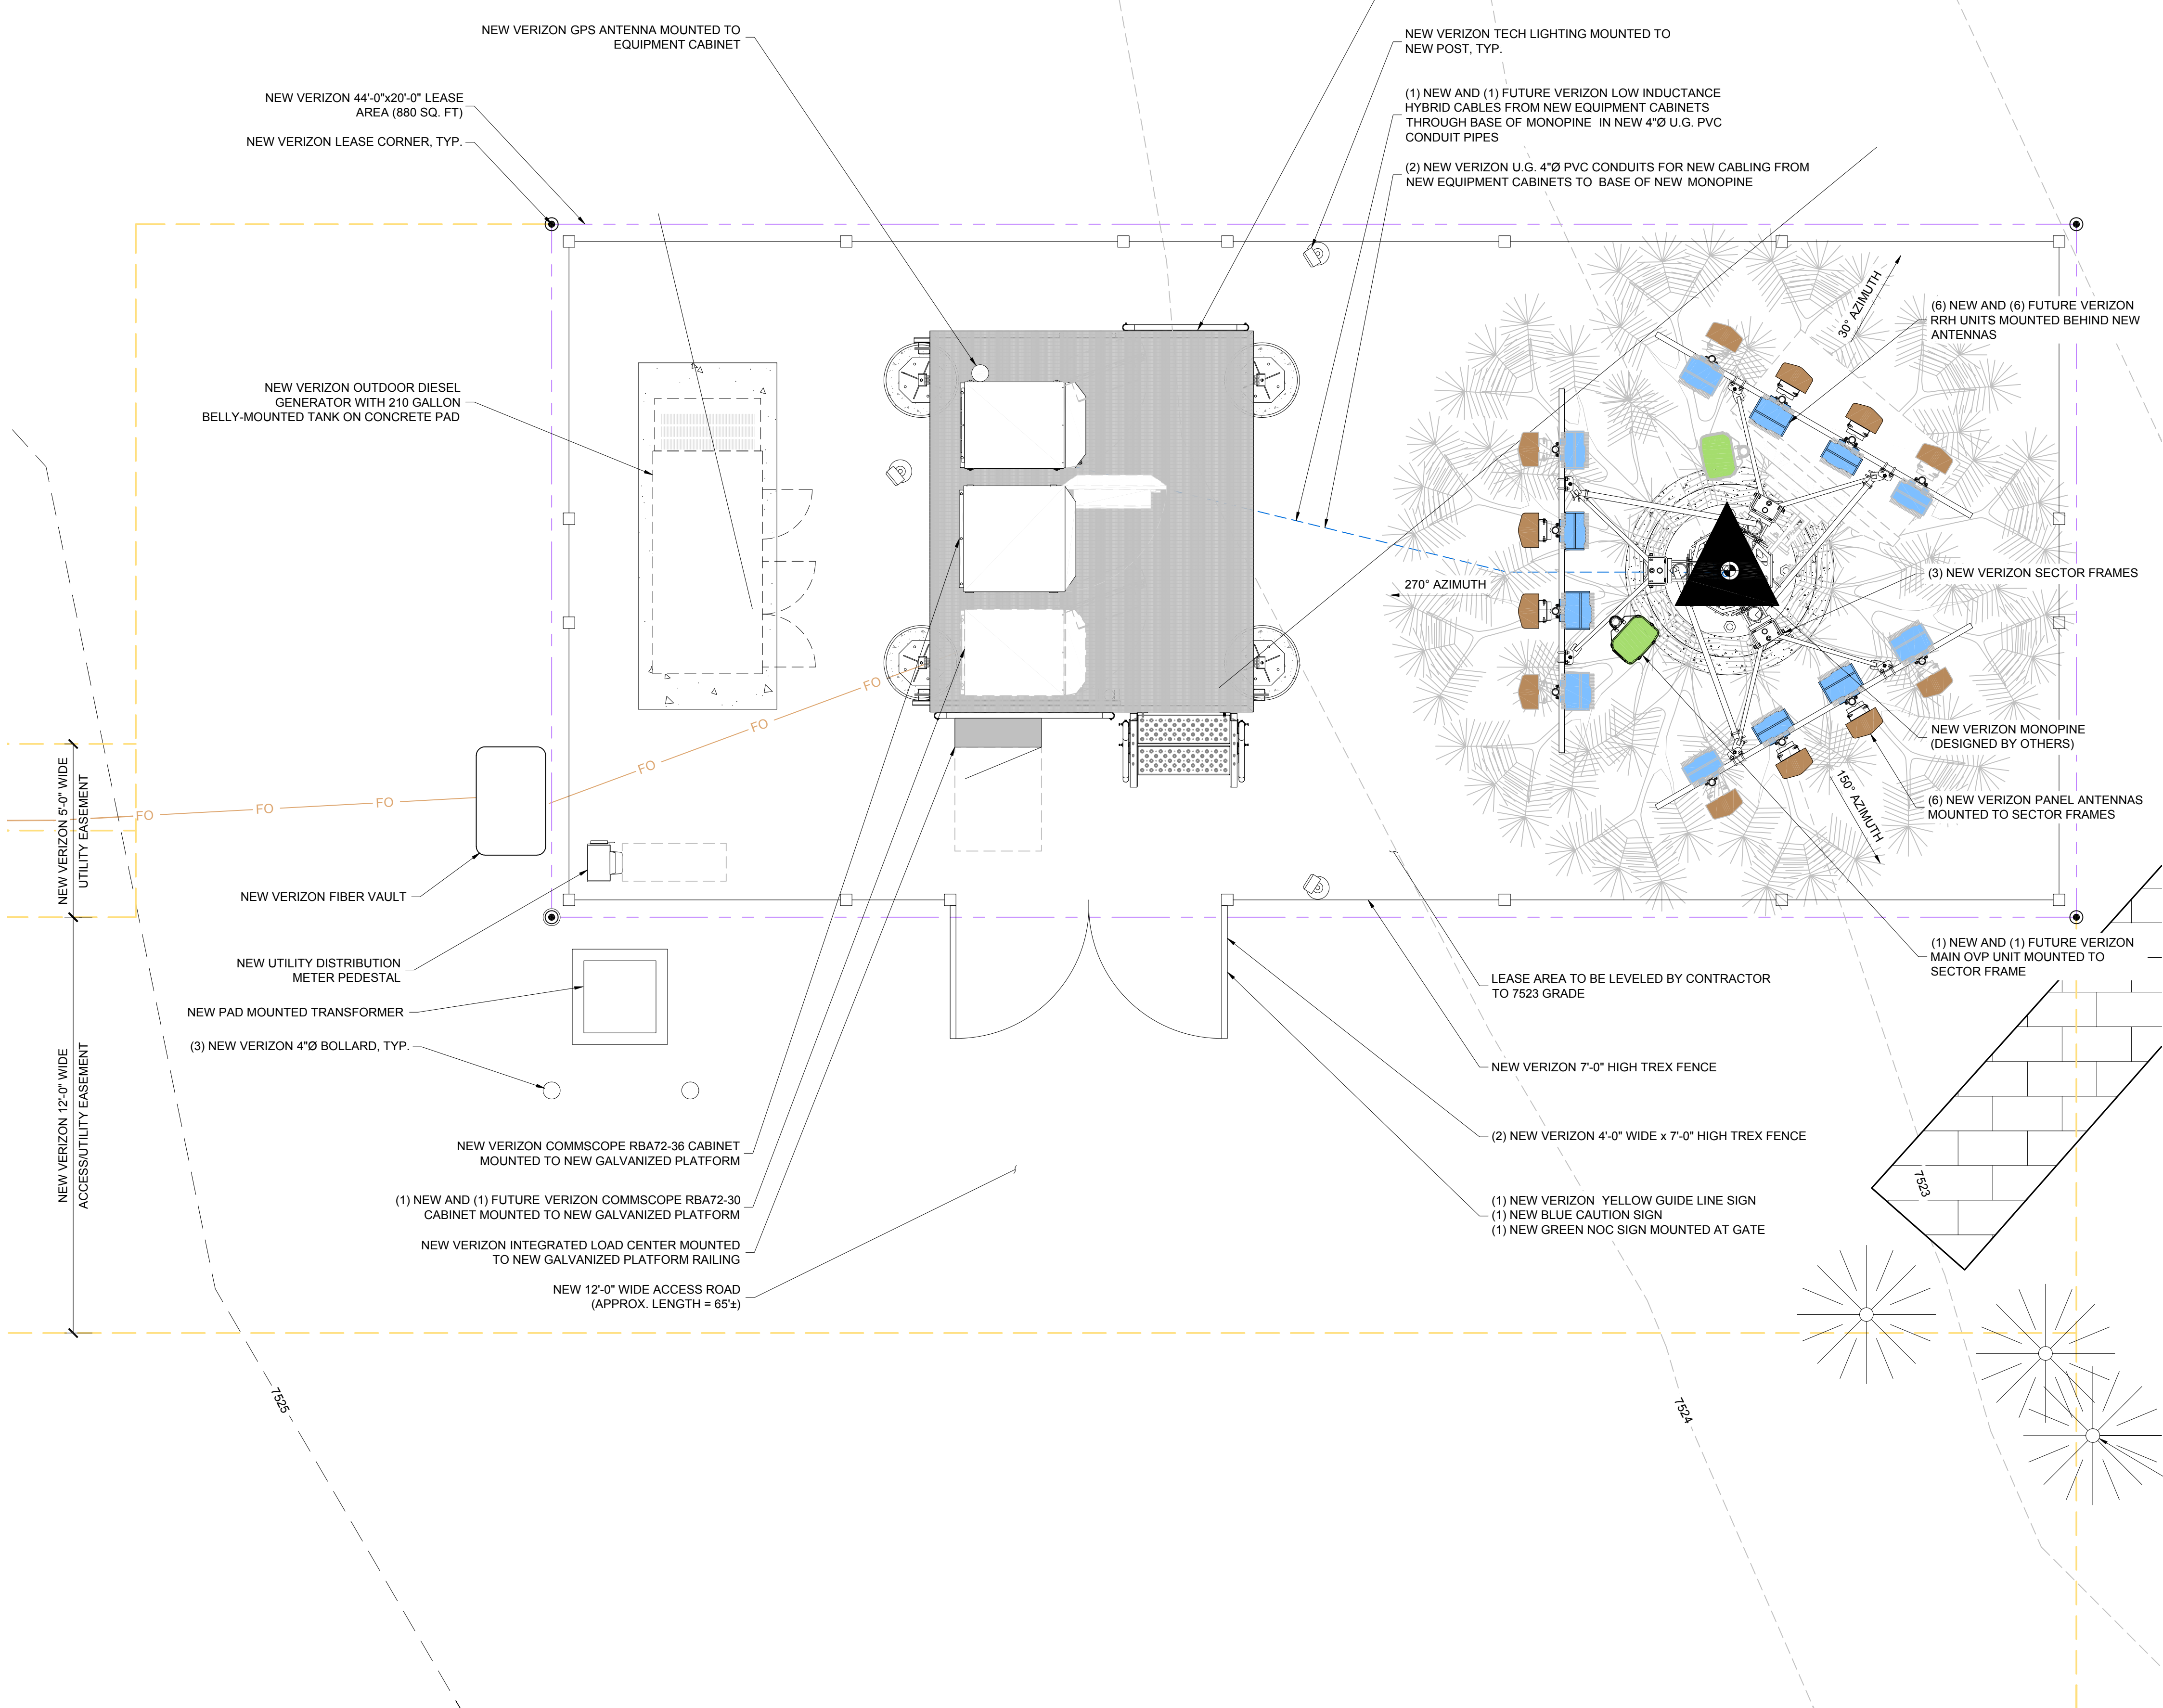 NEW VERIZON GPS ANTENNA MOUNTED TO
EQUIPMENT CABINET
NEW VERIZON 44'-0"x20'-0" LEASE
AREA (880 SQ. FT)
NEW VERIZON LEASE CORNER, TYP.
NEW VERIZON TECH LIGHTING MOUNTED TO
NEW POST, TYP.
(1) NEW AND (1) FUTURE VERIZON LOW INDUCTANCE
HYBRID CABLES FROM NEW EQUIPMENT CABINETS
THROUGH BASE OF MONOPINE IN NEW 4"Ø U.G. PVC
CONDUIT PIPES
(2) NEW VERIZON U.G. 4"Ø PVC CONDUITS FOR NEW CABLING FROM
NEW EQUIPMENT CABINETS TO BASE OF NEW MONOPINE
30° AZIMUTH
(6) NEW AND (6) FUTURE VERIZON
RRH UNITS MOUNTED BEHIND NEW
ANTENNAS
NEW VERIZON OUTDOOR DIESEL
GENERATOR WITH 210 GALLON
BELLY-MOUNTED TANK ON CONCRETE PAD
270° AZIMUTH
(3) NEW VERIZON SECTOR FRAMES
NEW VERIZON MONOPINE
(DESIGNED BY OTHERS)
150° AZIMUTH
(6) NEW VERIZON PANEL ANTENNAS
MOUNTED TO SECTOR FRAMES
FO
FO
FO
FO
FO
FO
NEW VERIZON 5'-0" WIDE
UTILITY EASEMENT
NEW VERIZON FIBER VAULT
NEW UTILITY DISTRIBUTION
METER PEDESTAL
NEW PAD MOUNTED TRANSFORMER
(3) NEW VERIZON 4"Ø BOLLARD, TYP.
NEW VERIZON 12'-0" WIDE
ACCESS/UTILITY EASEMENT
(1) NEW AND (1) FUTURE VERIZON
MAIN OVP UNIT MOUNTED TO
SECTOR FRAME
LEASE AREA TO BE LEVELED BY CONTRACTOR
TO 7523 GRADE
NEW VERIZON 7'-0" HIGH TREX FENCE
(2) NEW VERIZON 4'-0" WIDE x 7'-0" HIGH TREX FENCE
(1) NEW VERIZON YELLOW GUIDE LINE SIGN
(1) NEW BLUE CAUTION SIGN
(1) NEW GREEN NOC SIGN MOUNTED AT GATE
NEW VERIZON COMMSCOPE RBA72-36 CABINET
MOUNTED TO NEW GALVANIZED PLATFORM
(1) NEW AND (1) FUTURE VERIZON COMMSCOPE RBA72-30
CABINET MOUNTED TO NEW GALVANIZED PLATFORM
NEW VERIZON INTEGRATED LOAD CENTER MOUNTED
TO NEW GALVANIZED PLATFORM RAILING
NEW 12'-0" WIDE ACCESS ROAD
(APPROX. LENGTH = 65'±)
7523
7525
7524